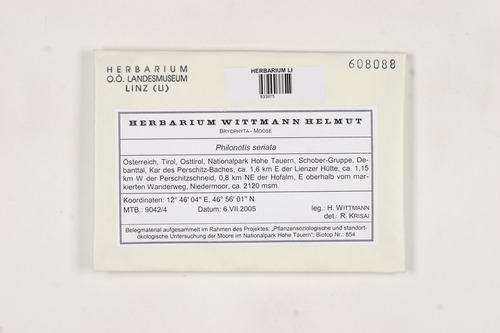 HERBARIUM
O.Ö. LANDESMUSEUM
LINZ (LI)
HERBARIUM LI
608088
HERBARIUM WITTMANN HELMUT
BRYOPHYTA - MOOSE
Philonotis seriata
Österreich, Tirol, Osttirol, Nationalpark Hohe Tauern, Schober-Gruppe, De-
banttal, Kar des Perschitz-Baches, ca. 1,6 km E der Lienzer Hütte, ca. 1,15
km W der Perschitzschneid, 0,8 km NE der Hofalm, E oberhalb vom mar-
kierten Wanderweg, Niedermoor, ca. 2120 msm.
Koordinaten: 12° 46' 04" E, 46° 56' 01" N
MTB.: 9042/4 Datum: 6.VII.2005 leg.: H. WITTMANN
det.: R. KRISAI
Belegmaterial aufgesammelt im Rahmen des Projektes: „Pflanzensoziologische und standort-
ökologische Untersuchung der Moore im Nationalpark Hohe Tauern"; Biotop Nr.: 854